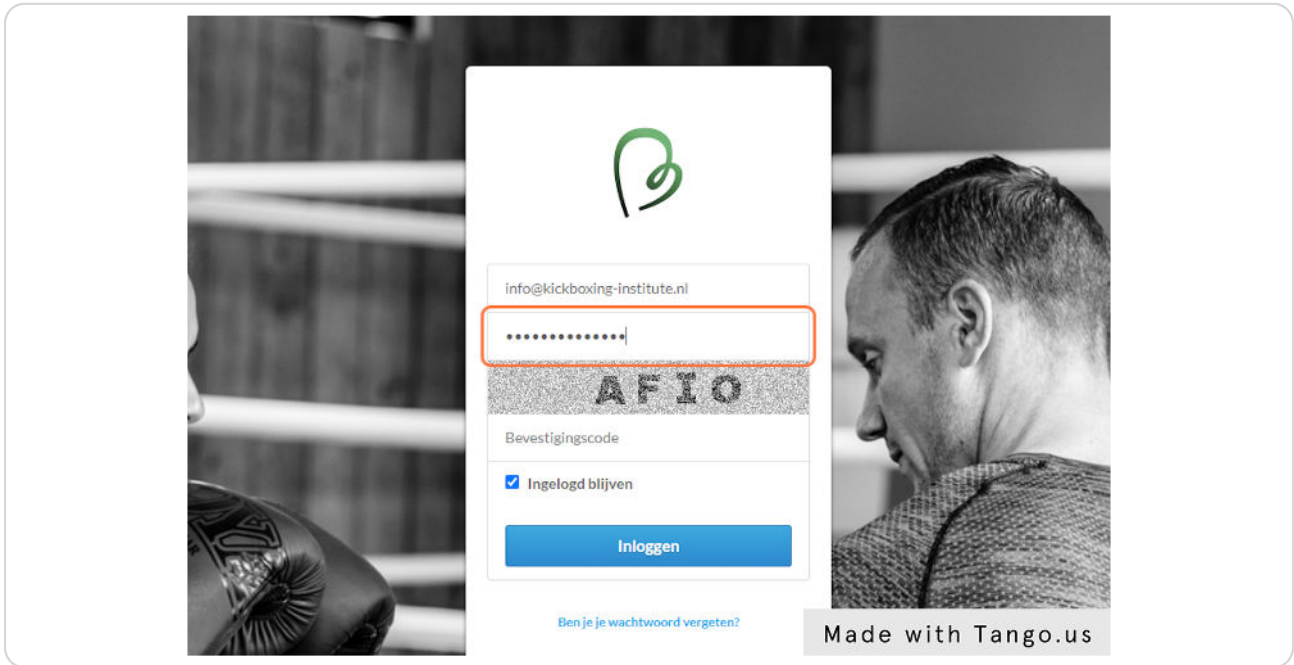 info@kickboxing-institute.nl
••••••••••••••
AFIO
Bevestigingscode
Ingelogd blijven
Inloggen
Ben je je wachtwoord vergeten?
Made with Tango.us